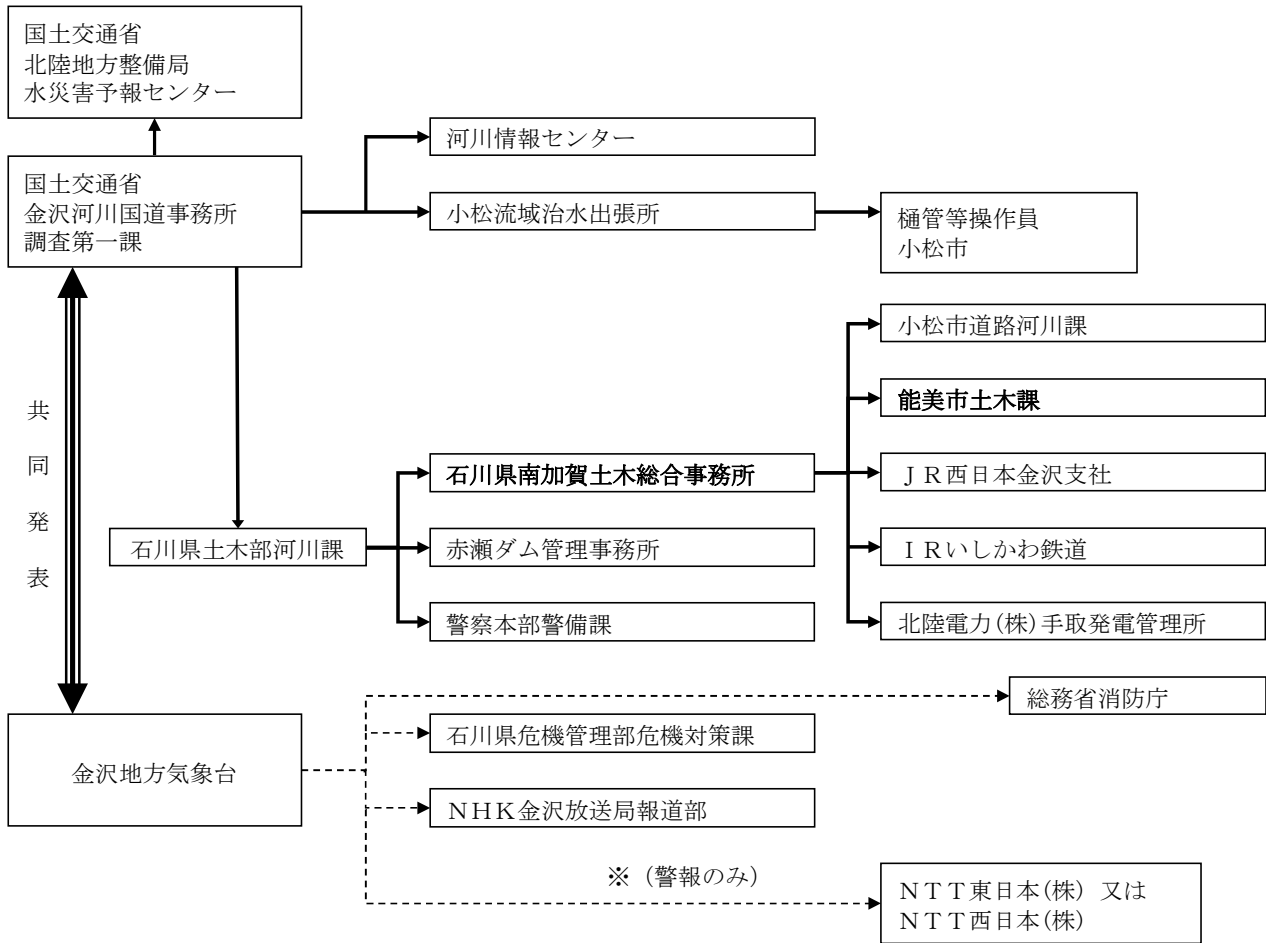 国土交通省
北陸地方整備局
水災害予報センター
国土交通省
金沢河川国道事務所
調査第一課
河川情報センター
小松流域治水出張所
樋管等操作員
小松市
小松市道路河川課
能美市土木課
ＪＲ西日本金沢支社
ＩＲいしかわ鉄道
北陸電力(株)手取発電管理所
石川県南加賀土木総合事務所
石川県土木部河川課
赤瀬ダム管理事務所
警察本部警備課
共同発表
総務省消防庁
石川県危機管理部危機対策課
金沢地方気象台
ＮＨＫ金沢放送局報道部
※（警報のみ）
ＮＴＴ東日本(株) 又は
ＮＴＴ西日本(株)